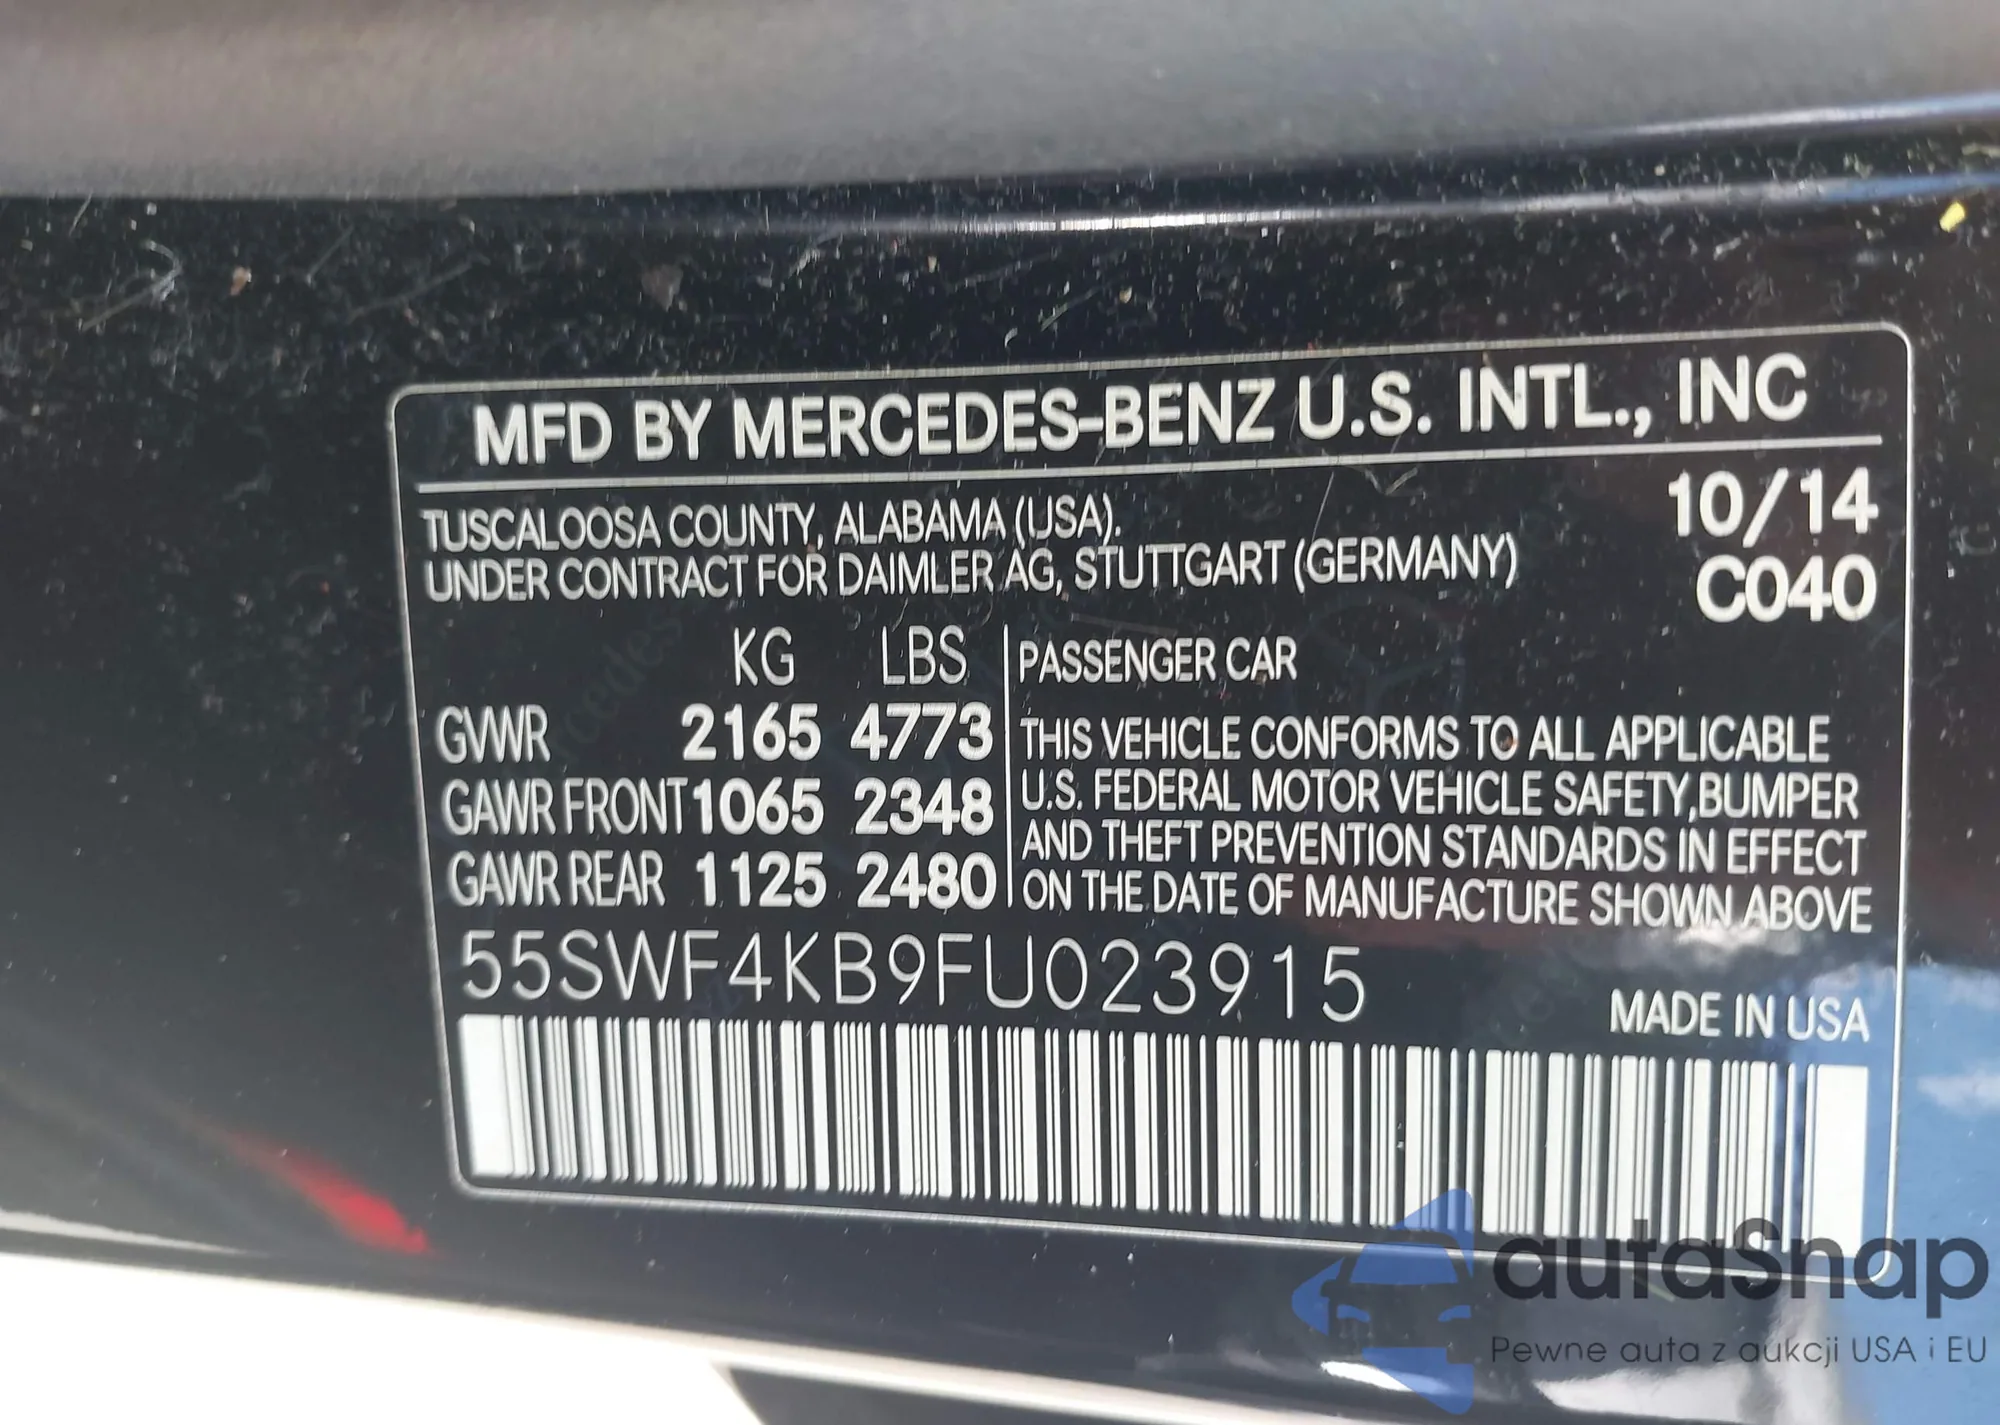 MFD BY MERCEDES-BENZ U.S. INTL., INC
TUSCALOOSA COUNTY, ALABAMA (USA).
UNDER CONTRACT FOR DAIMLER AG, STUTTGART (GERMANY)
10/14
C040
KG LBS
GVWR 2165 4773
GAWR FRONT 1065 2348
GAWR REAR 1125 2480
PASSENGER CAR
THIS VEHICLE CONFORMS TO ALL APPLICABLE
U.S. FEDERAL MOTOR VEHICLE SAFETY,BUMPER
AND THEFT PREVENTION STANDARDS IN EFFECT
ON THE DATE OF MANUFACTURE SHOWN ABOVE
55SWF4KB9FU023915
MADE IN USA
autaSnap
Pewne auta z aukcji USA i EU